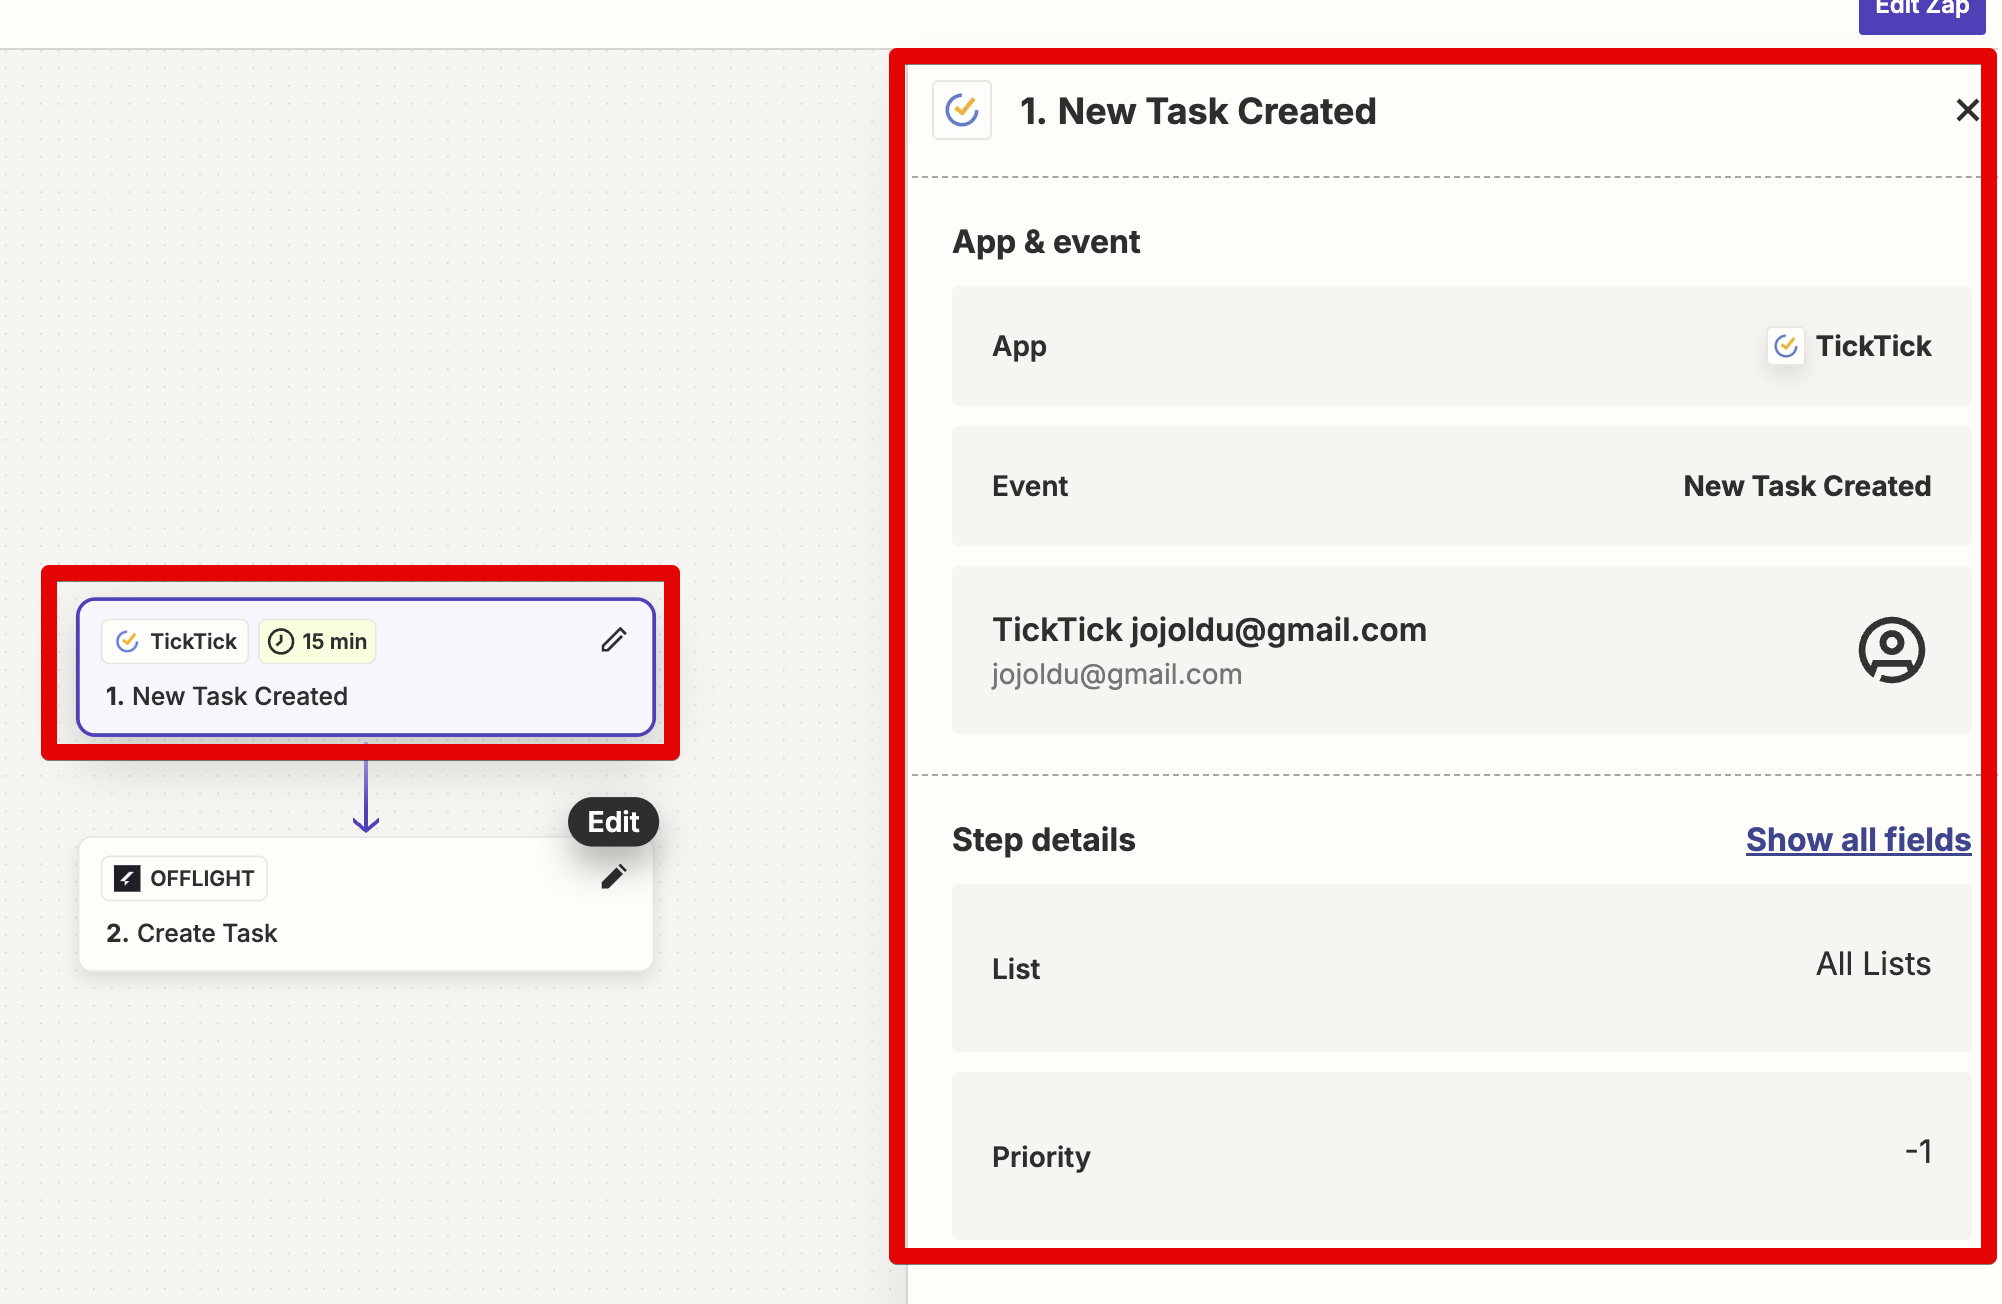 Edit Zap
TickTick
15 min
1. New Task Created
Edit
OFFLIGHT
2. Create Task
1. New Task Created
App & event
App
TickTick
Event
New Task Created
TickTick jojoldu@gmail.com
jojoldu@gmail.com
Step details
Show all fields
List
All Lists
Priority
-1